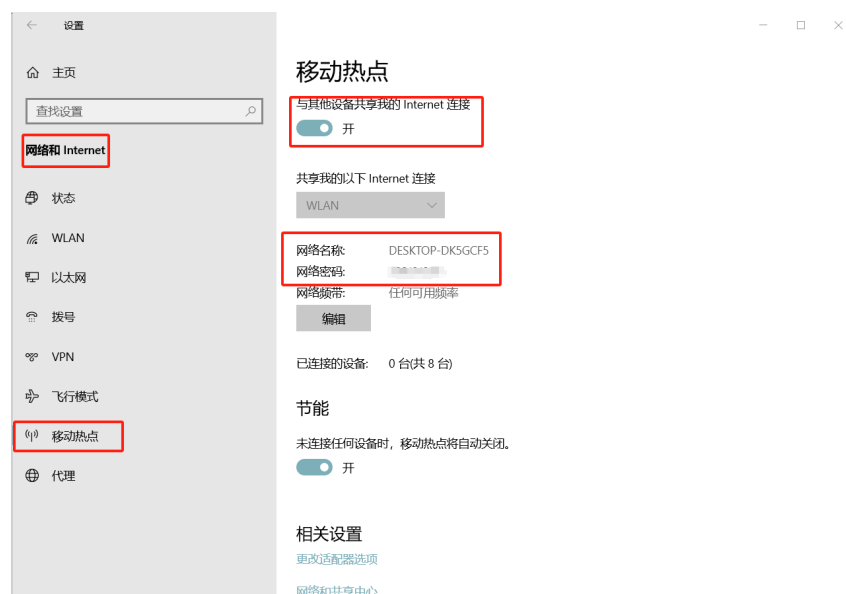 设置
主页
查找设置
网络和 Internet
状态
WLAN
以太网
拨号
VPN
飞行模式
移动热点
代理
移动热点
与其他设备共享我的 Internet 连接
开
共享我的以下 Internet 连接
WLAN
网络名称: DESKTOP-DK5GCF5
网络密码:
网络频带: 任何可用频率
编辑
已连接的设备: 0 台(共 8 台)
节能
未连接任何设备时，移动热点将自动关闭。
开
相关设置
更改适配器选项
网络和共享中心